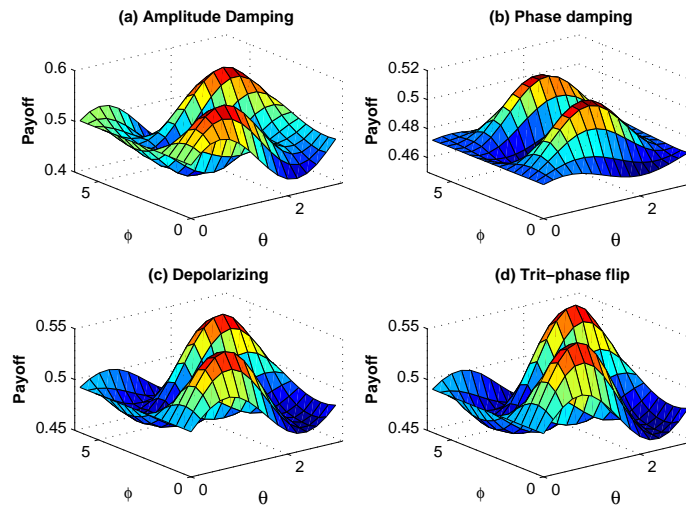 (a) Amplitude Damping
0.6
0.5
0.4
Payoff
5
0
ϕ
0
2
θ
(b) Phase damping
0.52
0.5
0.48
0.46
Payoff
5
0
ϕ
0
2
θ
(c) Depolarizing
0.55
0.5
0.45
Payoff
5
0
ϕ
0
2
θ
(d) Trit−phase flip
0.55
0.5
0.45
Payoff
5
0
ϕ
0
2
θ